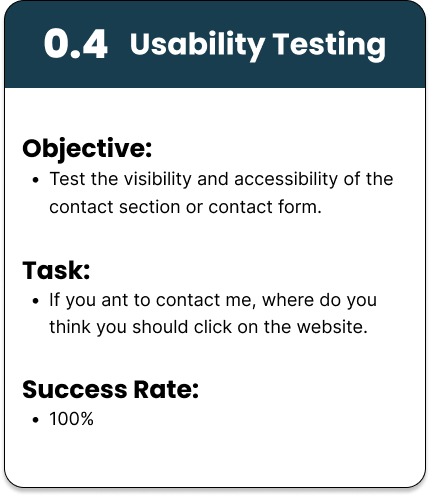 0.4 Usability Testing
Objective:
• Test the visibility and accessibility of the
contact section or contact form.
Task:
• If you ant to contact me, where do you
think you should click on the website.
Success Rate:
• 100%